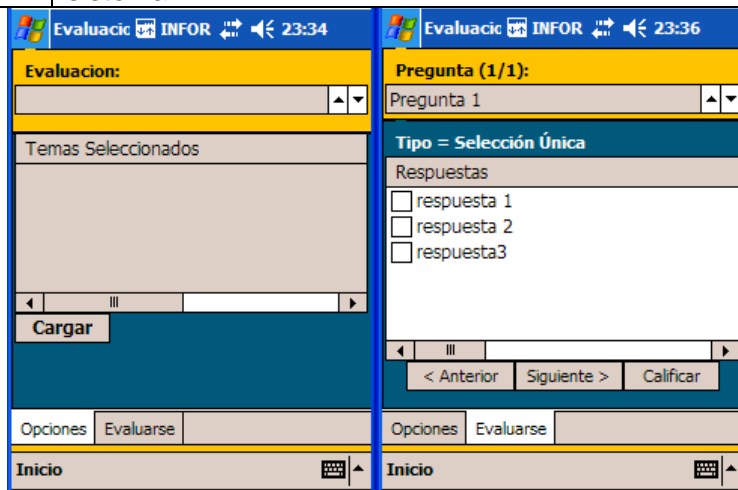 Evaluacic INFOR 23:34
Evaluacion:
Temas Seleccionados
Cargar
Opciones Evaluarse
Inicio
Evaluacic INFOR 23:36
Pregunta (1/1):
Pregunta 1
Tipo = Selección Única
Respuestas
respuesta 1
respuesta 2
respuesta3
< Anterior Siguiente > Calificar
Opciones Evaluarse
Inicio